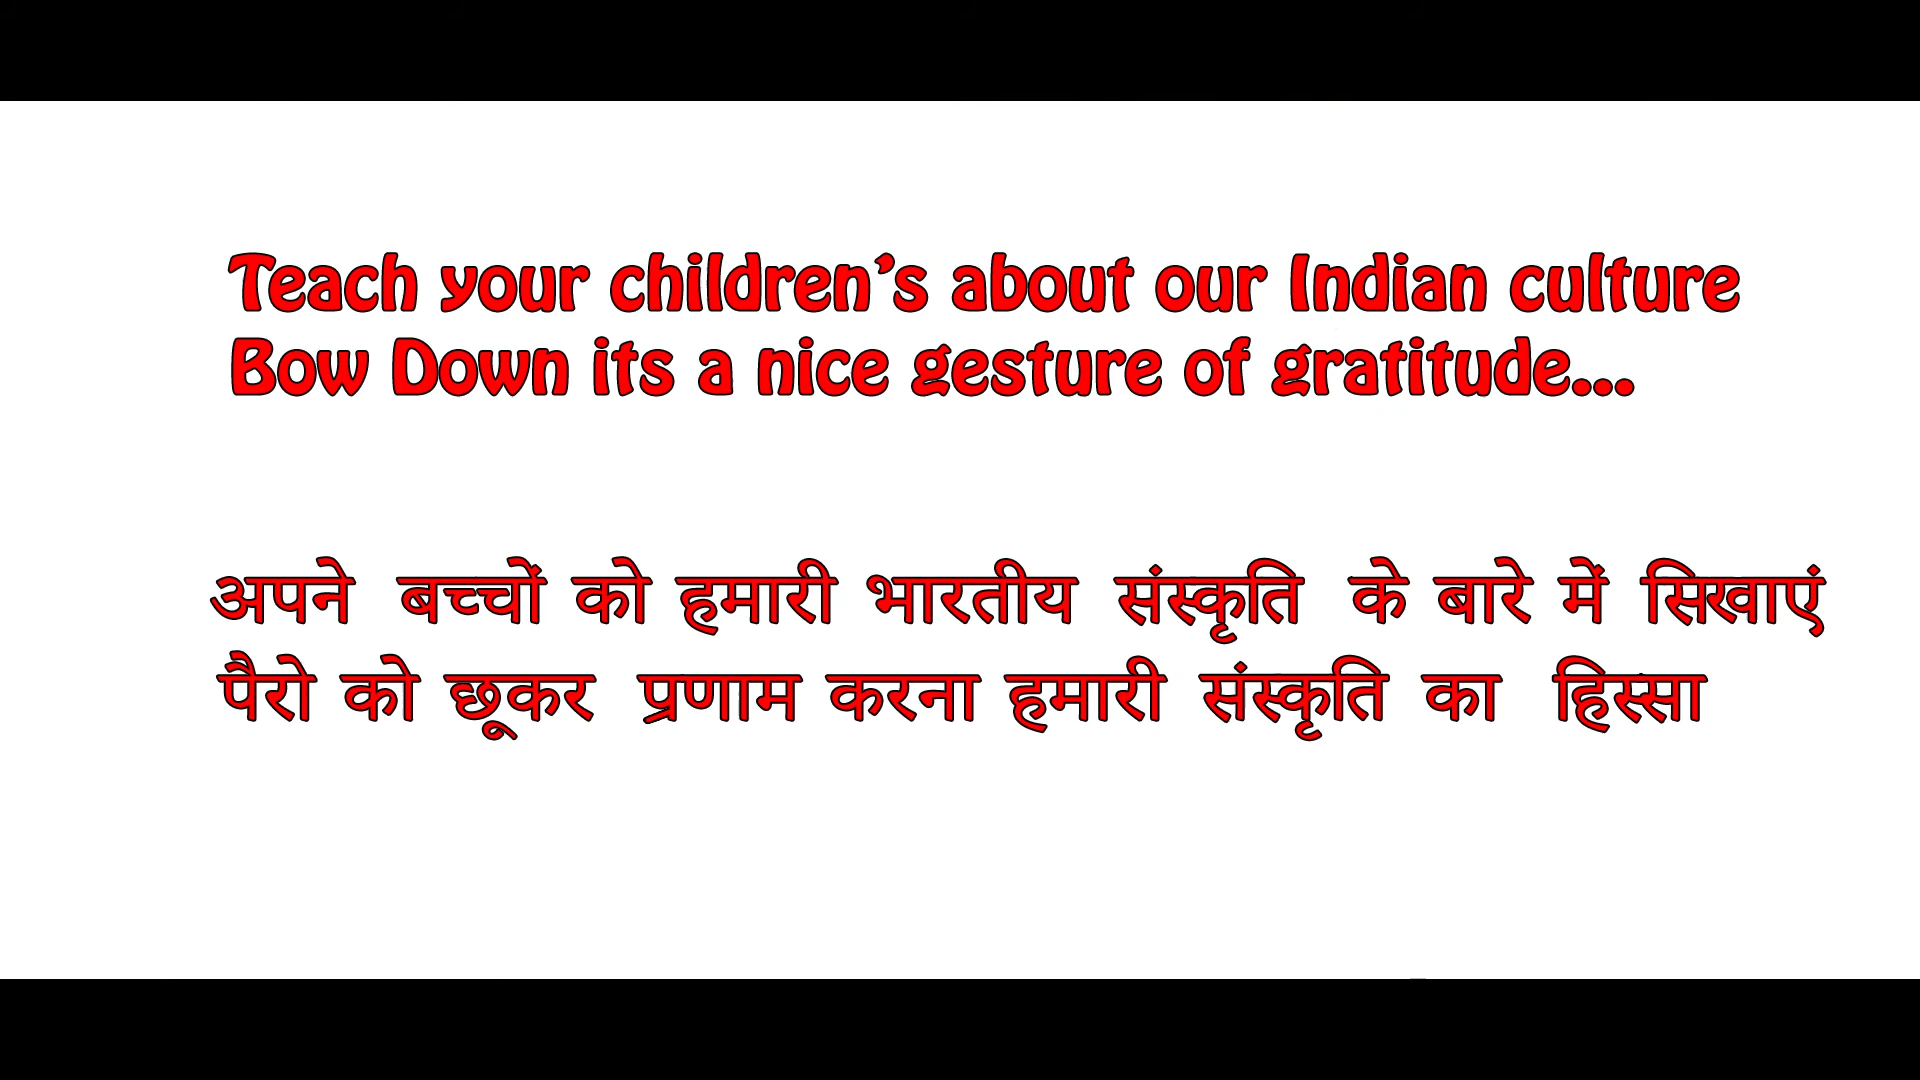 Teach your children’s about our Indian culture
Bow Down its a nice gesture of gratitude...
अपने बच्चों को हमारी भारतीय संस्कृति के बारे में सिखाएं
पैरो को छूकर प्रणाम करना हमारी संस्कृति का हिस्सा